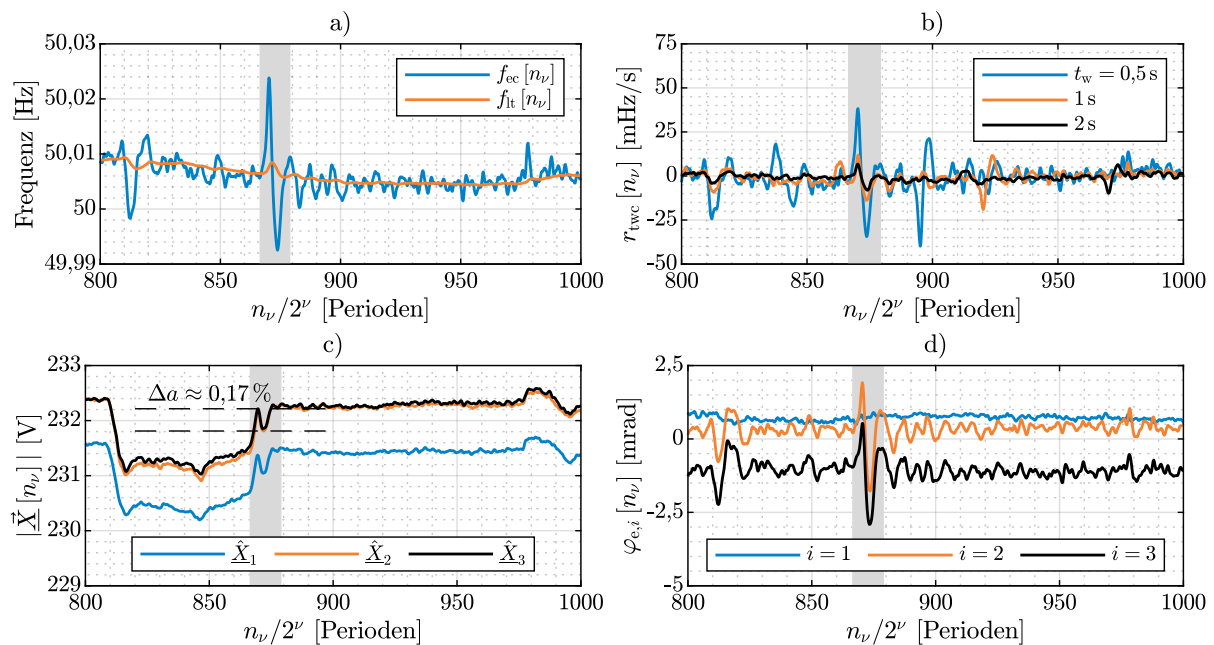 a)
50,03
50,02
50,01
50
49,99
Frequenz [Hz]
f_ec [n_ν]
f_lt [n_ν]
800 850 900 950 1000
n_ν/2^ν [Perioden]
b)
75
50
25
0
-25
-50
r_twc [n_ν] [mHz/s]
t_w = 0,5 s
1 s
2 s
800 850 900 950 1000
n_ν/2^ν [Perioden]
c)
233
232
231
230
229
|X̲⃗ [n_ν] | [V]
Δa ≈ 0,17 %
X̲̂_1 X̲̂_2 X̲̂_3
800 850 900 950 1000
n_ν/2^ν [Perioden]
d)
2,5
0
-2,5
-5
φ_e,i [n_ν] [mrad]
i = 1 i = 2 i = 3
800 850 900 950 1000
n_ν/2^ν [Perioden]